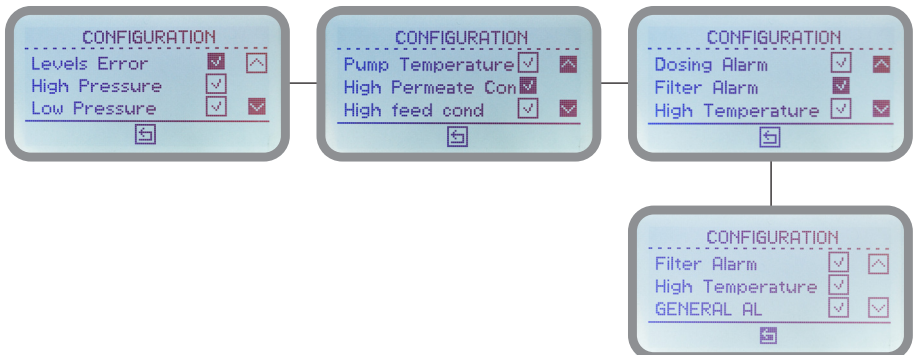 CONFIGURATION
Levels Error
High Pressure
Low Pressure
CONFIGURATION
Pump Temperature
High Permeate Con
High feed cond
CONFIGURATION
Dosing Alarm
Filter Alarm
High Temperature
CONFIGURATION
Filter Alarm
High Temperature
GENERAL AL